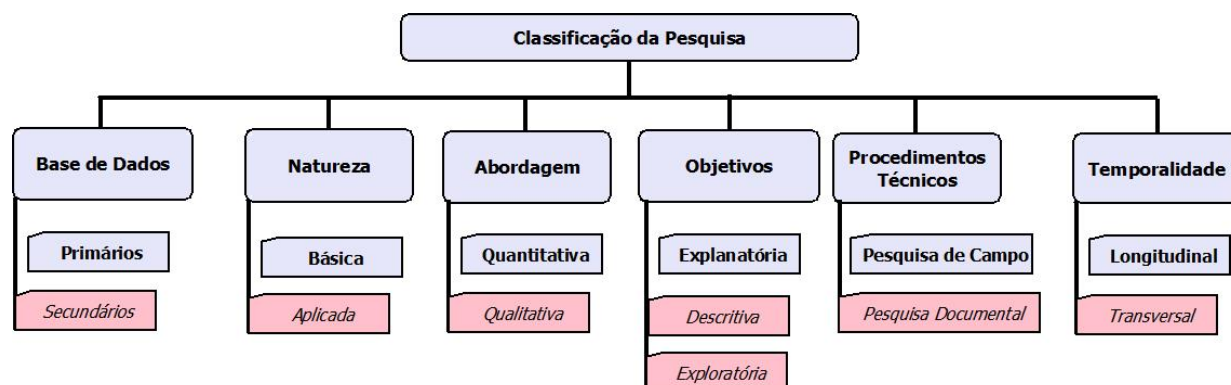 Classificação da Pesquisa
Base de Dados
Natureza
Abordagem
Objetivos
Procedimentos
Técnicos
Temporalidade
Primários
Básica
Quantitativa
Explanatória
Pesquisa de Campo
Longitudinal
Secundários
Aplicada
Qualitativa
Descritiva
Pesquisa Documental
Transversal
Exploratória